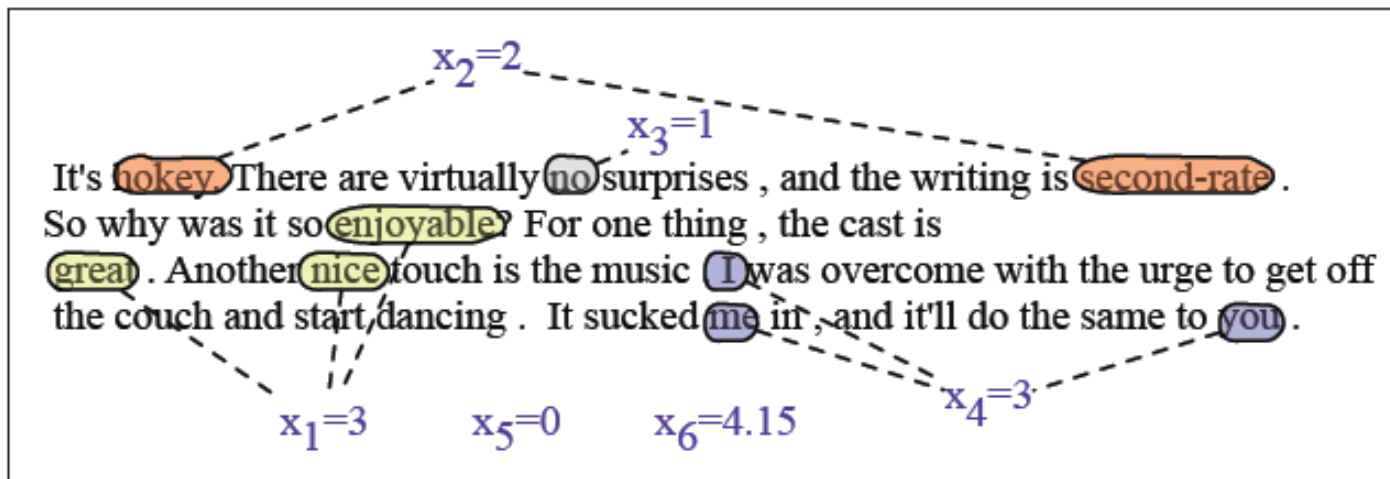 x2=2
x3=1
It's hokey. There are virtually no surprises , and the writing is second-rate .
So why was it so enjoyable? For one thing , the cast is
great . Another nice touch is the music I was overcome with the urge to get off
the couch and start dancing . It sucked me in , and it'll do the same to you .
x4=3
x1=3 x5=0 x6=4.15